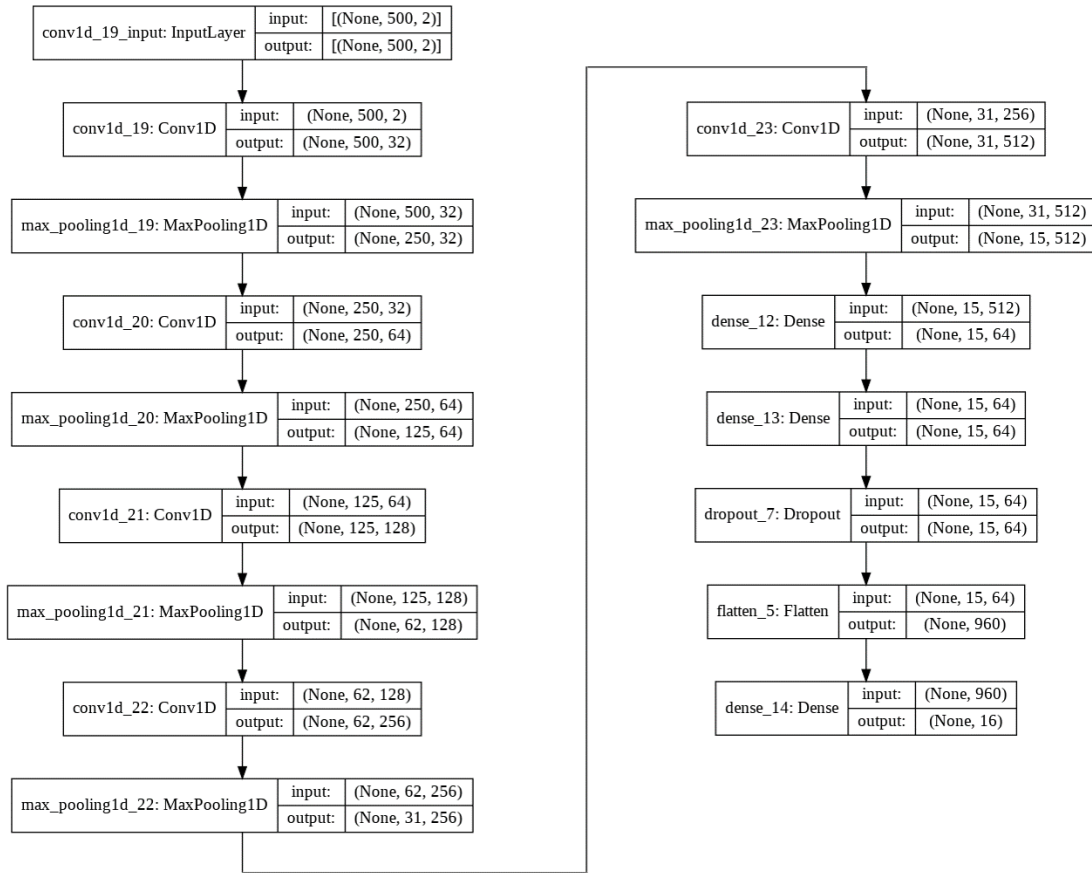 conv1d_19_input: InputLayer
input: [(None, 500, 2)]
output: [(None, 500, 2)]
conv1d_19: Conv1D
input: (None, 500, 2)
output: (None, 500, 32)
max_pooling1d_19: MaxPooling1D
input: (None, 500, 32)
output: (None, 250, 32)
conv1d_20: Conv1D
input: (None, 250, 32)
output: (None, 250, 64)
max_pooling1d_20: MaxPooling1D
input: (None, 250, 64)
output: (None, 125, 64)
conv1d_21: Conv1D
input: (None, 125, 64)
output: (None, 125, 128)
max_pooling1d_21: MaxPooling1D
input: (None, 125, 128)
output: (None, 62, 128)
conv1d_22: Conv1D
input: (None, 62, 128)
output: (None, 62, 256)
max_pooling1d_22: MaxPooling1D
input: (None, 62, 256)
output: (None, 31, 256)
conv1d_23: Conv1D
input: (None, 31, 256)
output: (None, 31, 512)
max_pooling1d_23: MaxPooling1D
input: (None, 31, 512)
output: (None, 15, 512)
dense_12: Dense
input: (None, 15, 512)
output: (None, 15, 64)
dense_13: Dense
input: (None, 15, 64)
output: (None, 15, 64)
dropout_7: Dropout
input: (None, 15, 64)
output: (None, 15, 64)
flatten_5: Flatten
input: (None, 15, 64)
output: (None, 960)
dense_14: Dense
input: (None, 960)
output: (None, 16)